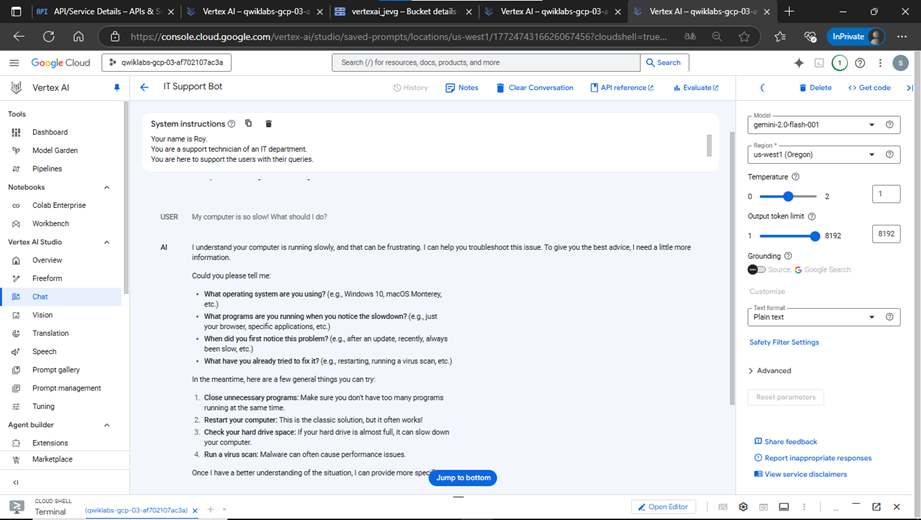 API API/Service Details – APIs & S
Vertex AI – qwiklabs-gcp-03-af7
vertexai_jevg – Bucket details
Vertex AI – qwiklabs-gcp-03-af7
Vertex AI – qwiklabs-gcp-03-af
https://console.cloud.google.com/vertex-ai/studio/saved-prompts/locations/us-west1/1772474316626067456?cloudshell=true...
InPrivate
Google Cloud
qwiklabs-gcp-03-af702107ac3a
Search (/) for resources, docs, products, and more
Search
1
S
Vertex AI
IT Support Bot
History
Notes
Clear Conversation
API reference
Evaluate
Delete
<> Get code
Tools
Dashboard
Model Garden
Pipelines
Notebooks
Colab Enterprise
Workbench
Vertex AI Studio
Overview
Freeform
Chat
Vision
Translation
Speech
Prompt gallery
Prompt management
Tuning
Agent builder
Extensions
Marketplace
System instructions
Your name is Roy.
You are a support technician of an IT department.
You are here to support the users with their queries.
USER My computer is so slow! What should I do?
AI I understand your computer is running slowly, and that can be frustrating. I can help you troubleshoot this issue. To give you the best advice, I need a little more
information.
Could you please tell me:
• What operating system are you using? (e.g., Windows 10, macOS Monterey,
etc.)
• What programs are you running when you notice the slowdown? (e.g., just
your browser, specific applications, etc.)
• When did you first notice this problem? (e.g., after an update, recently, always
been slow, etc.)
• What have you already tried to fix it? (e.g., restarting, running a virus scan, etc.)
In the meantime, here are a few general things you can try:
1. Close unnecessary programs: Make sure you don't have too many programs
running at the same time.
2. Restart your computer: This is the classic solution, but it often works!
3. Check your hard drive space: If your hard drive is almost full, it can slow down
your computer.
4. Run a virus scan: Malware can often cause performance issues.
Once I have a better understanding of the situation, I can provide more specif
Jump to bottom
Model
gemini-2.0-flash-001
Region *
us-west1 (Oregon)
Temperature
0 2 1
Output token limit
1 8192 8192
Grounding
Source: Google Search
Customize
Text format
Plain text
Safety Filter Settings
Advanced
Reset parameters
Share feedback
Report inappropriate responses
View service disclaimers
CLOUD SHELL
Terminal
(qwiklabs-gcp-03-af702107ac3a)
Open Editor